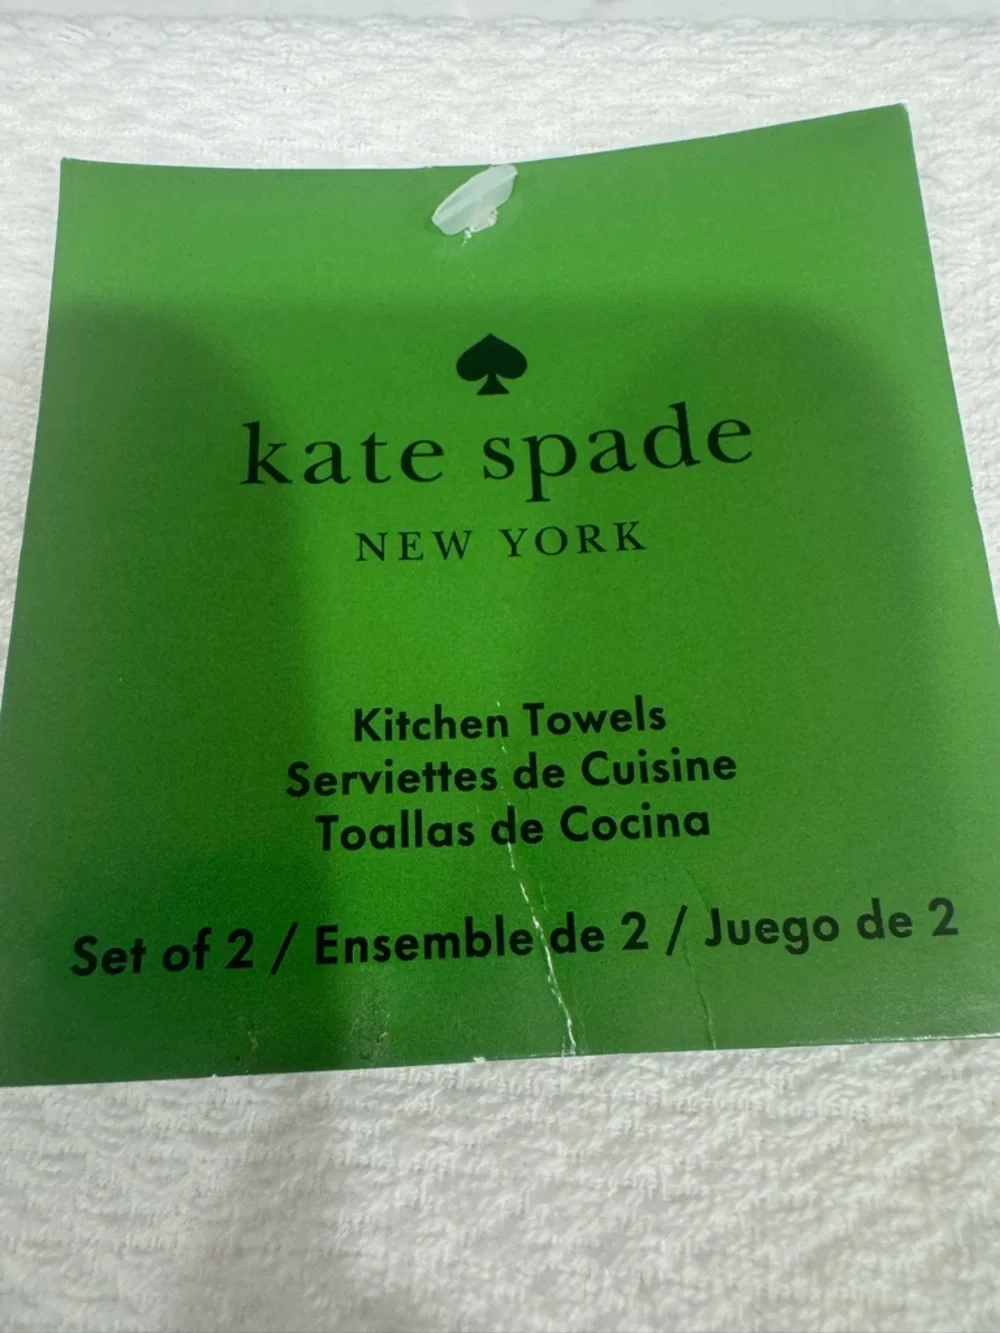 kate spade
NEW YORK
Kitchen Towels
Serviettes de Cuisine
Toallas de Cocina
Set of 2 / Ensemble de 2 / Juego de 2